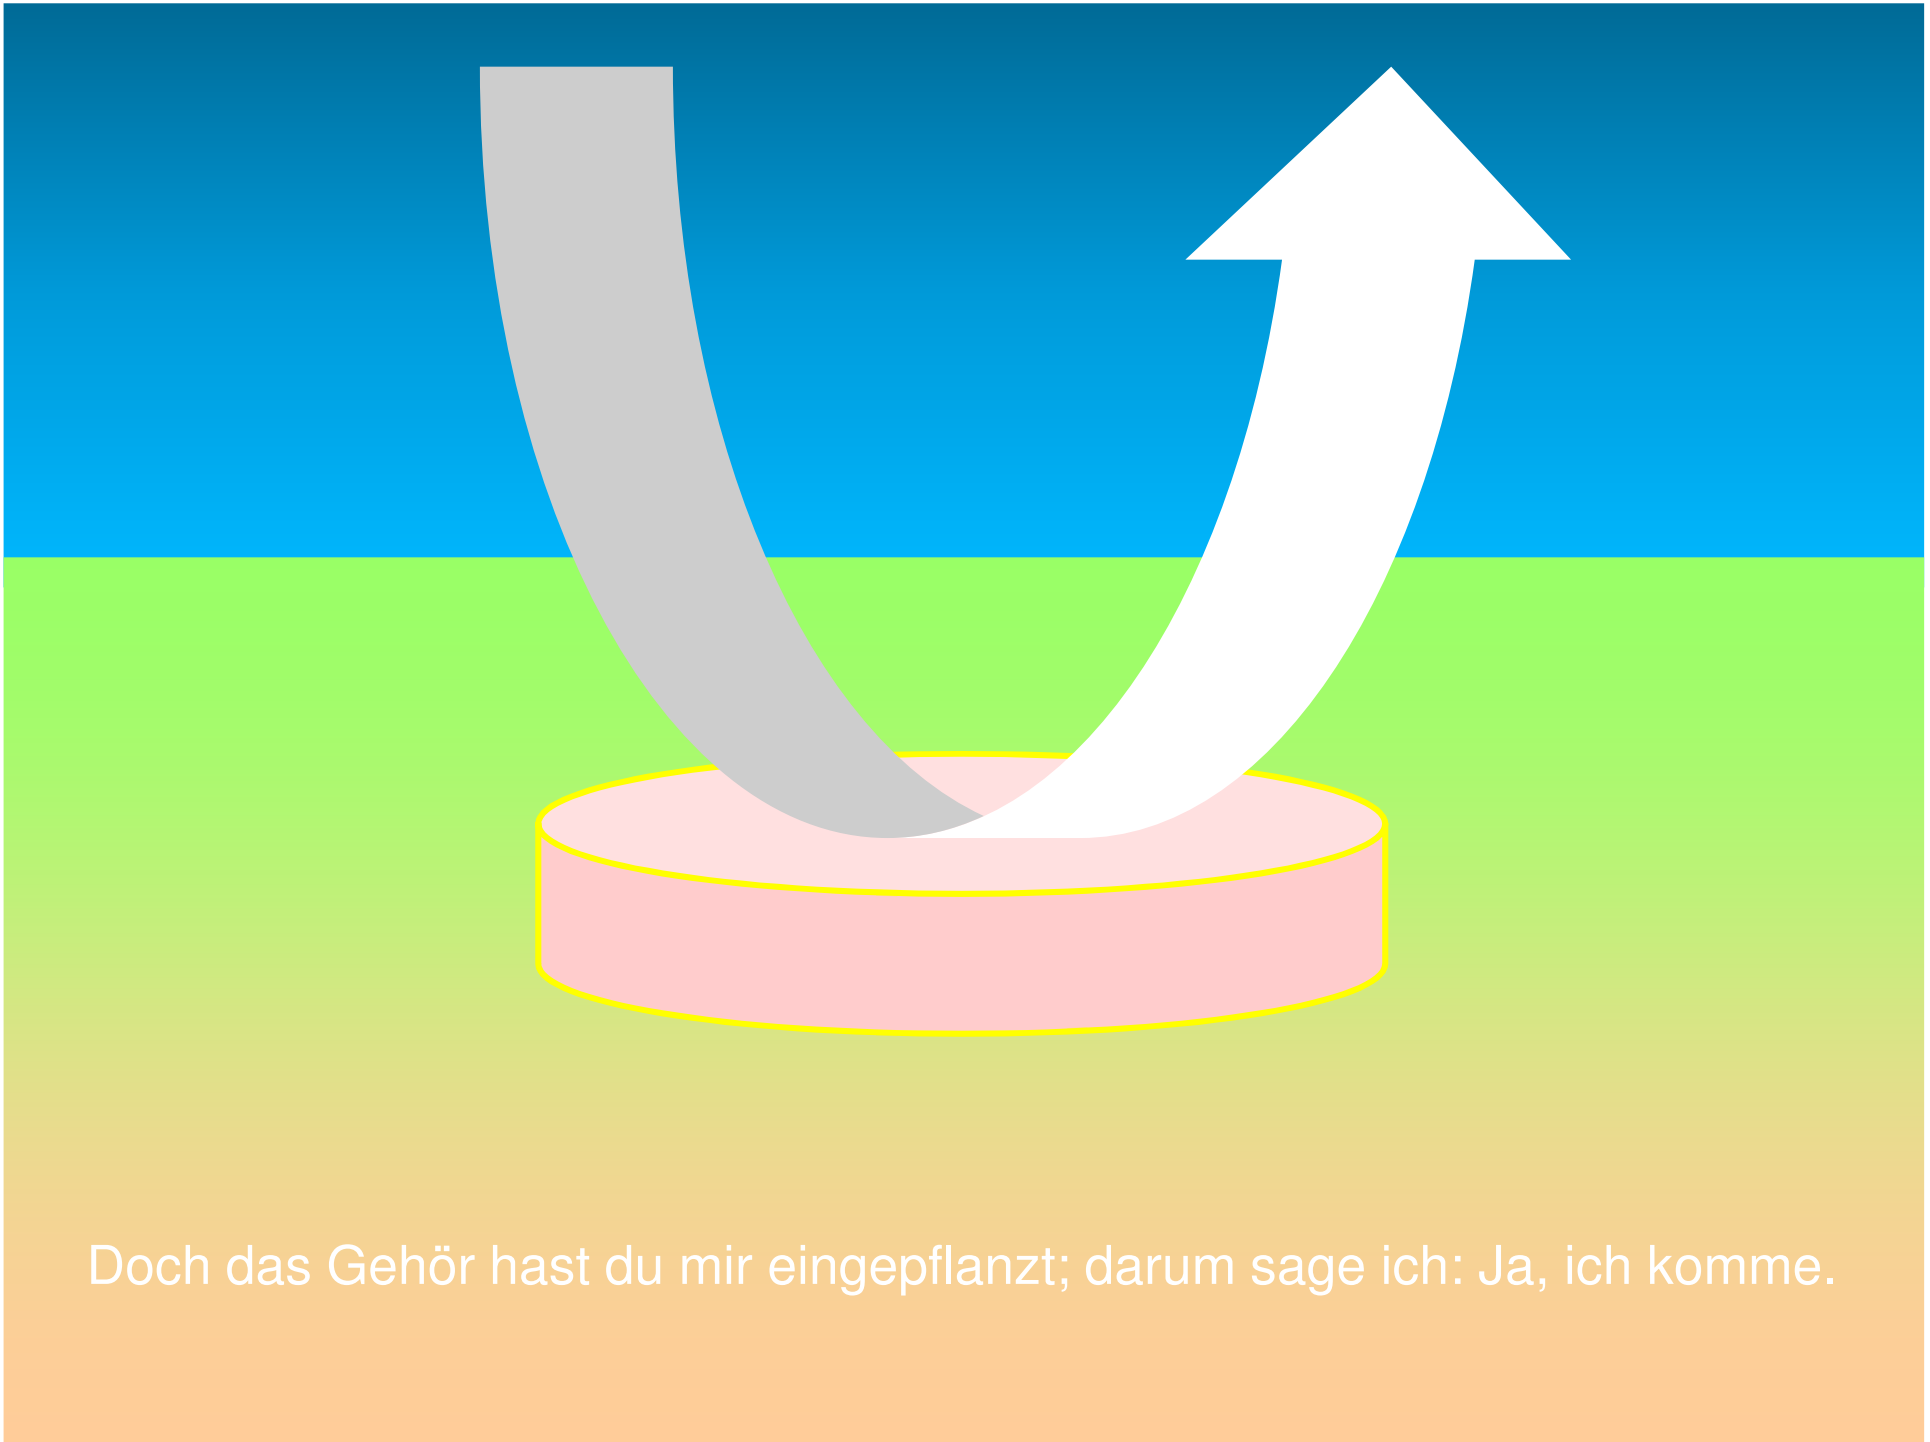 Doch das Gehör hast du mir eingepflanzt; darum sage ich: Ja, ich komme.